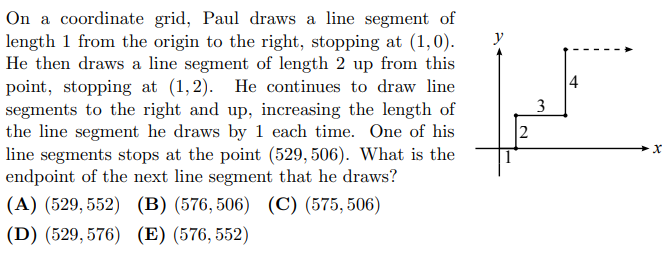 On a coordinate grid, Paul draws a line segment of
length 1 from the origin to the right, stopping at (1, 0).
He then draws a line segment of length 2 up from this
point, stopping at (1, 2). He continues to draw line
segments to the right and up, increasing the length of
the line segment he draws by 1 each time. One of his
line segments stops at the point (529, 506). What is the
endpoint of the next line segment that he draws?
(A) (529, 552) (B) (576, 506) (C) (575, 506)
(D) (529, 576) (E) (576, 552)
y
4
3
2
x
1